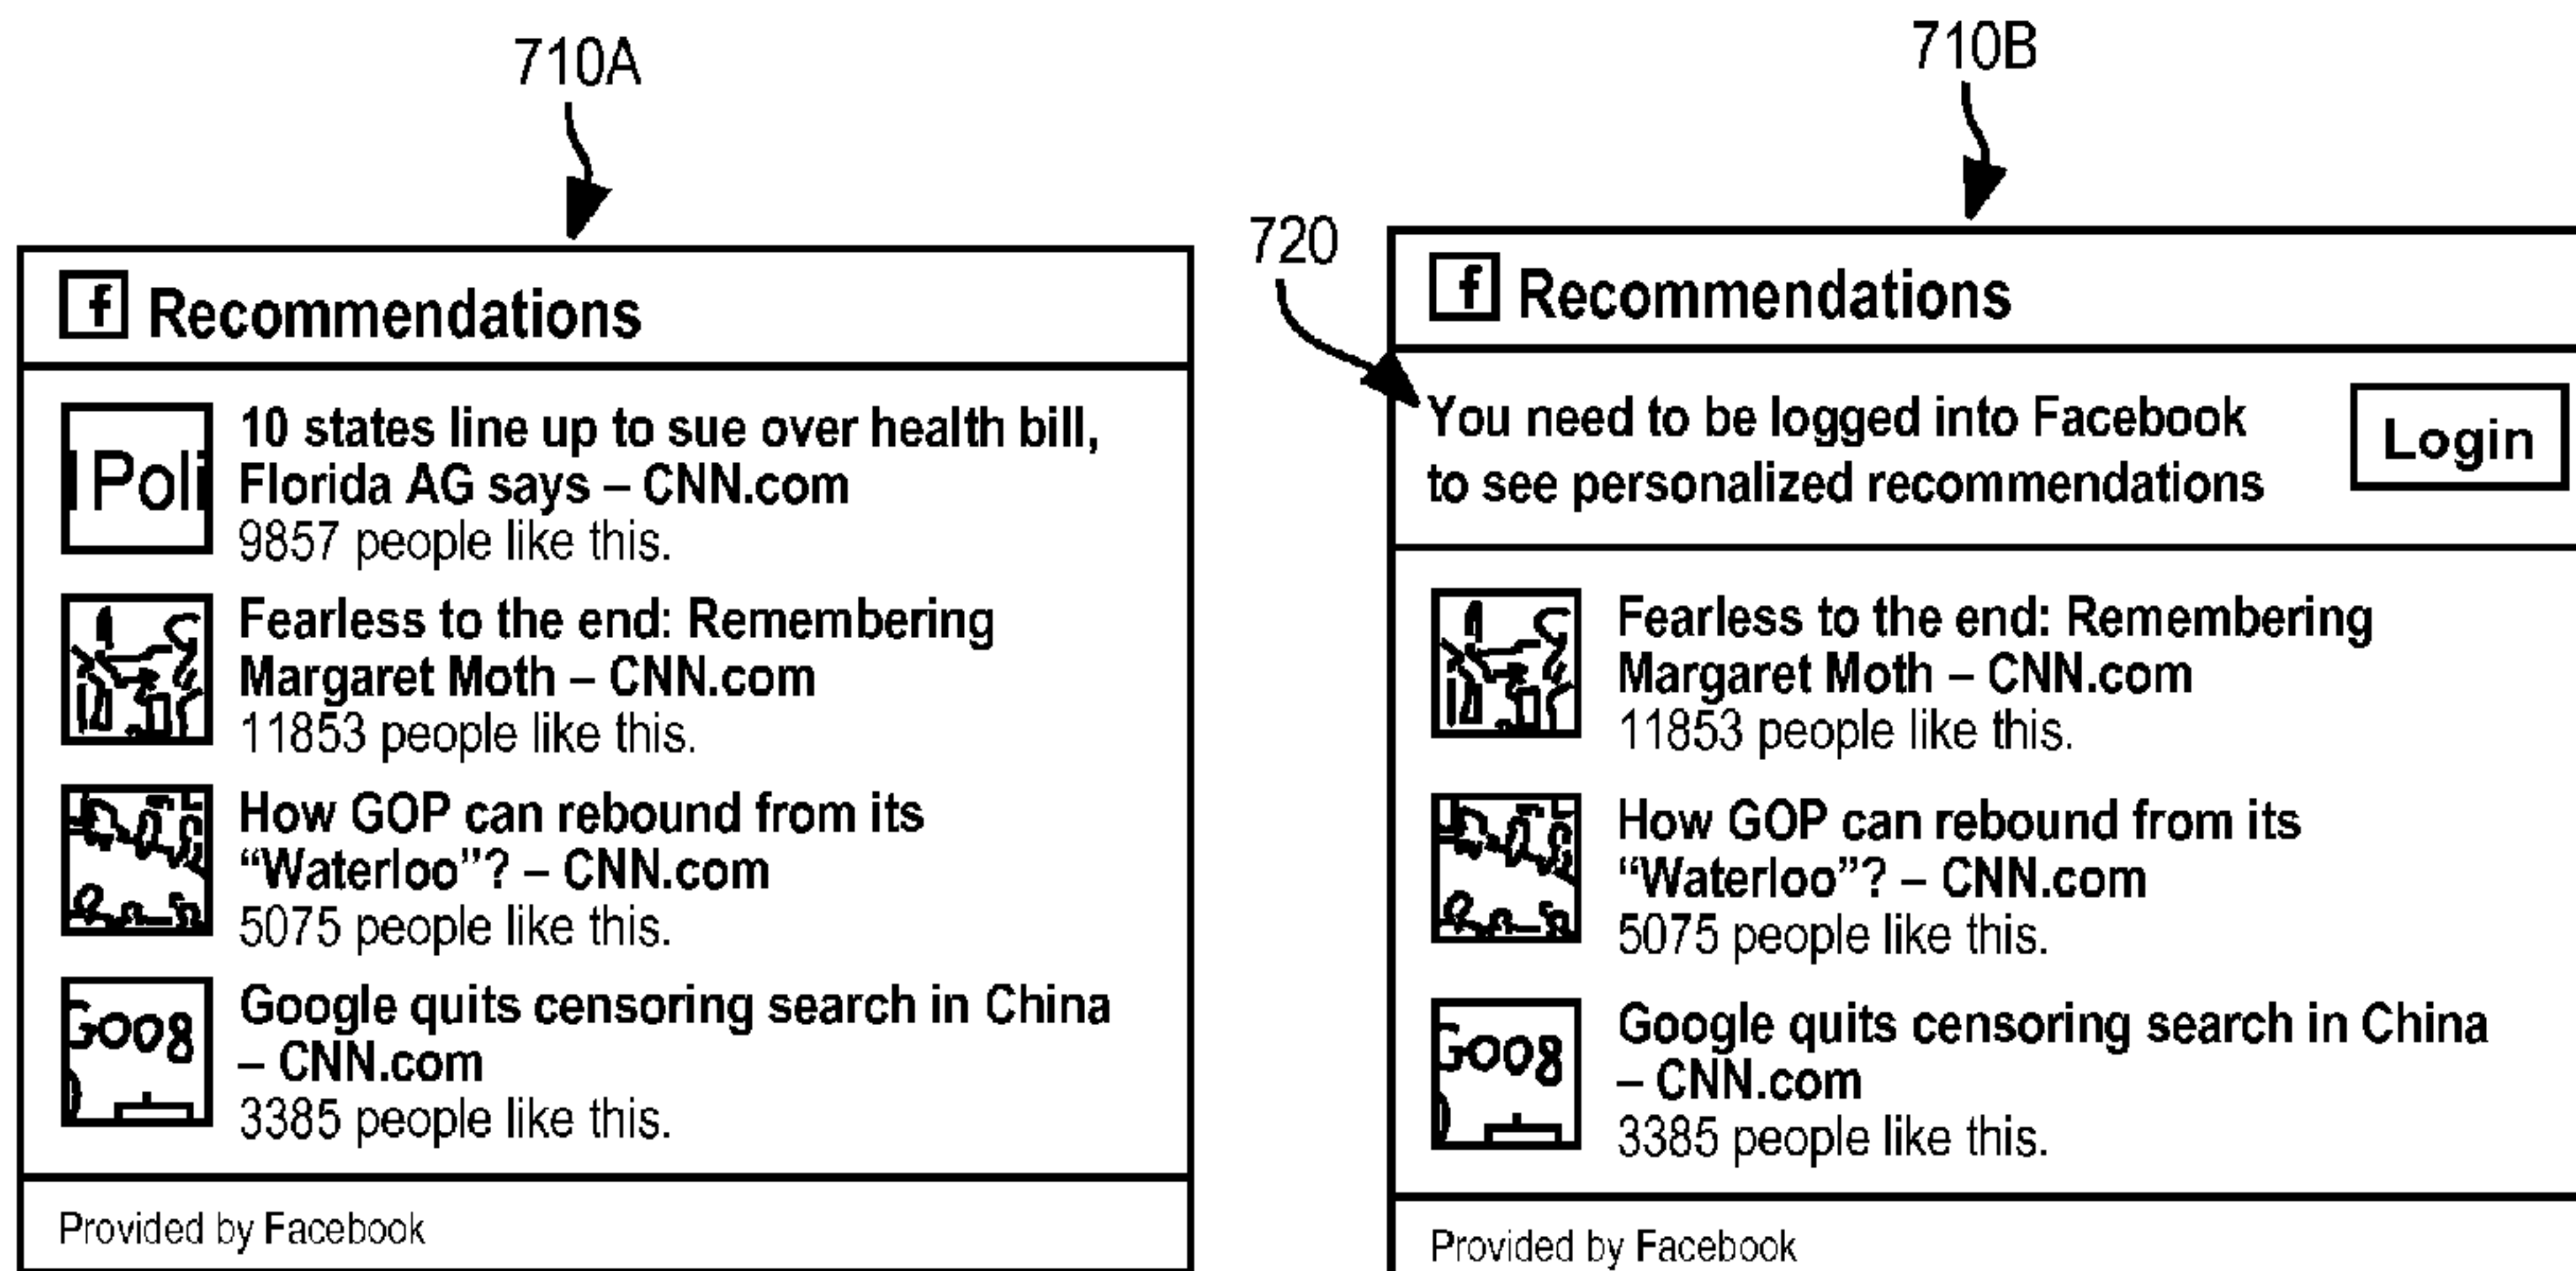 710A
f Recommendations
I Poli
10 states line up to sue over health bill,
Florida AG says – CNN.com
9857 people like this.
Fearless to the end: Remembering
Margaret Moth – CNN.com
11853 people like this.
How GOP can rebound from its
“Waterloo”? – CNN.com
5075 people like this.
Goog
Google quits censoring search in China
– CNN.com
3385 people like this.
Provided by Facebook
710B
720
f Recommendations
You need to be logged into Facebook
to see personalized recommendations
Login
Fearless to the end: Remembering
Margaret Moth – CNN.com
11853 people like this.
How GOP can rebound from its
“Waterloo”? – CNN.com
5075 people like this.
Goog
Google quits censoring search in China
– CNN.com
3385 people like this.
Provided by Facebook